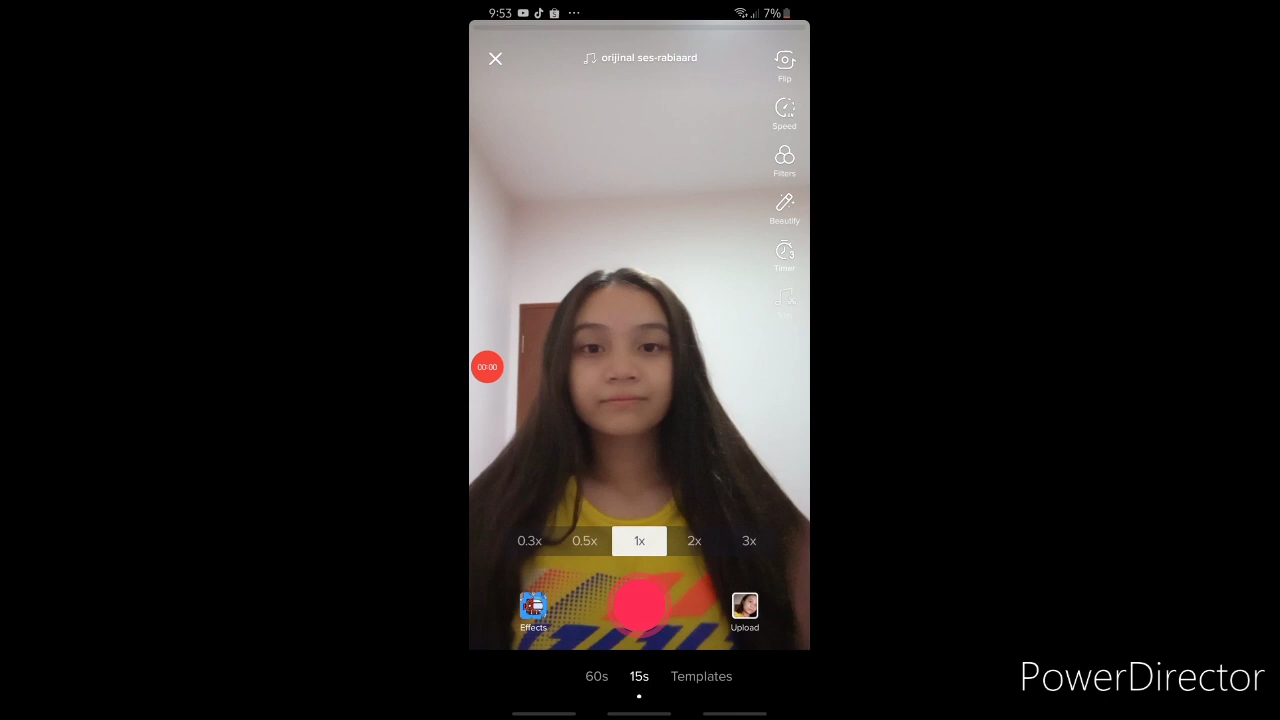 9:53 ... 7%
orijinal ses-rabiaard
Flip
Speed
Filters
Beautify
Timer
00:00
0.3x 0.5x 1x 2x 3x
Effects
Upload
60s 15s Templates
PowerDirector